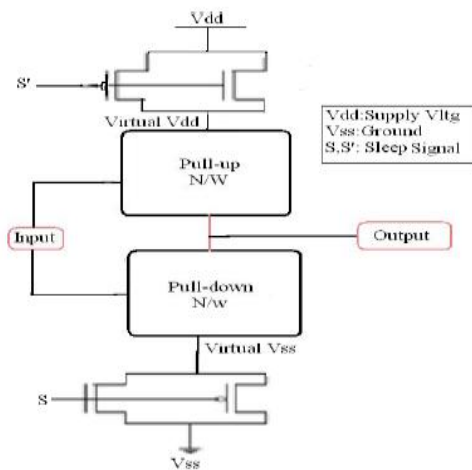 Vdd
S'
Virtual Vdd
Vdd:Supply Vltg
Vss:Ground
S,S': Sleep Signal
Pull-up
N/W
Input
Output
Pull-down
N/w
Virtual Vss
S
Vss